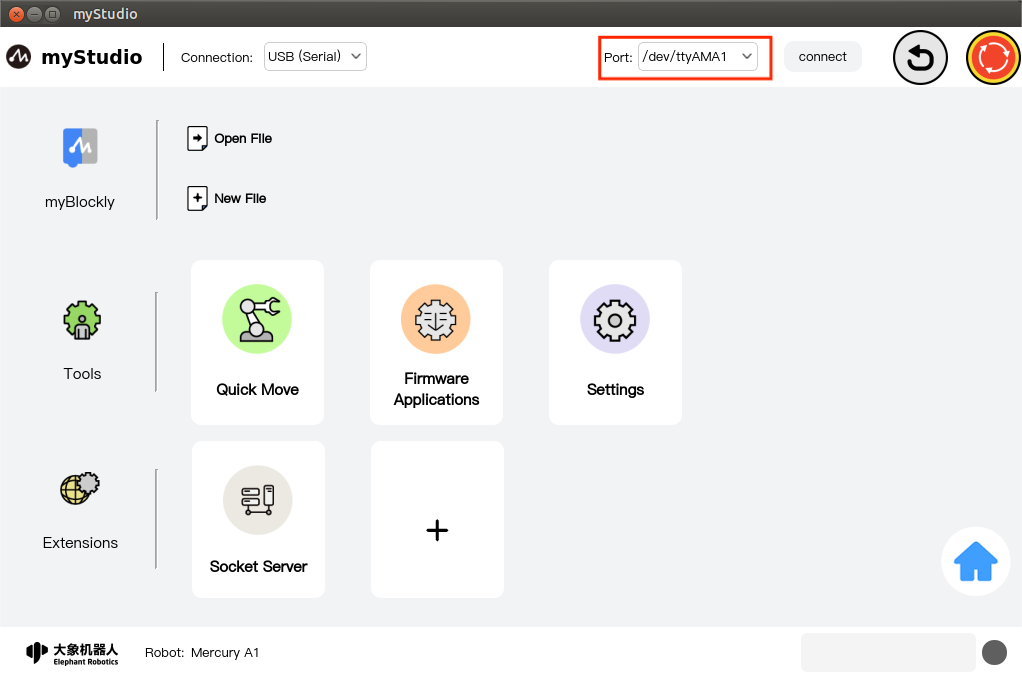 myStudio
myStudio
Connection: USB (Serial)
Port: /dev/ttyAMA1
connect
myBlockly
Open File
New File
Tools
Quick Move
Firmware
Applications
Settings
Extensions
Socket Server
大象机器人
Elephant Robotics
Robot: Mercury A1